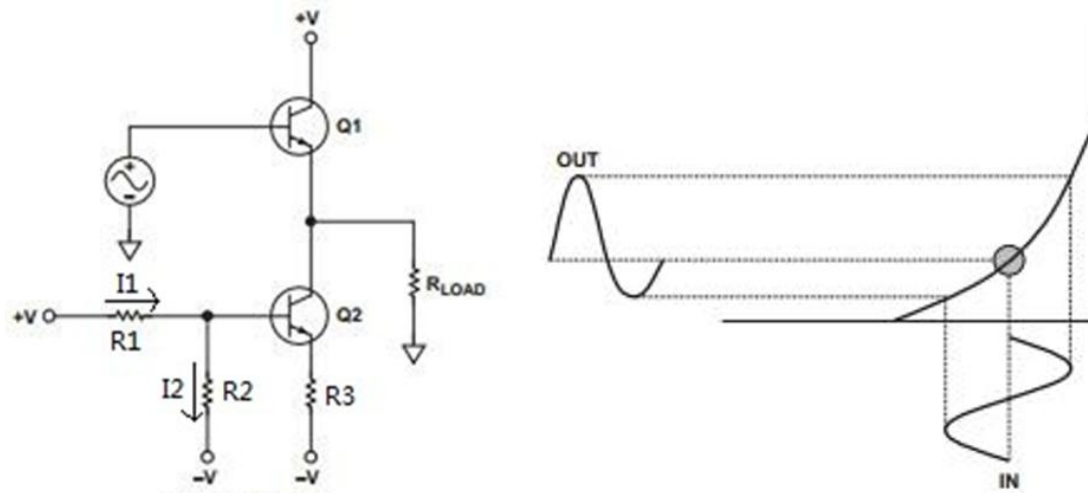 +V
Q1
+
-
I1
+V
R1
Q2
RLOAD
I2
R2
R3
–V
–V
OUT
IN